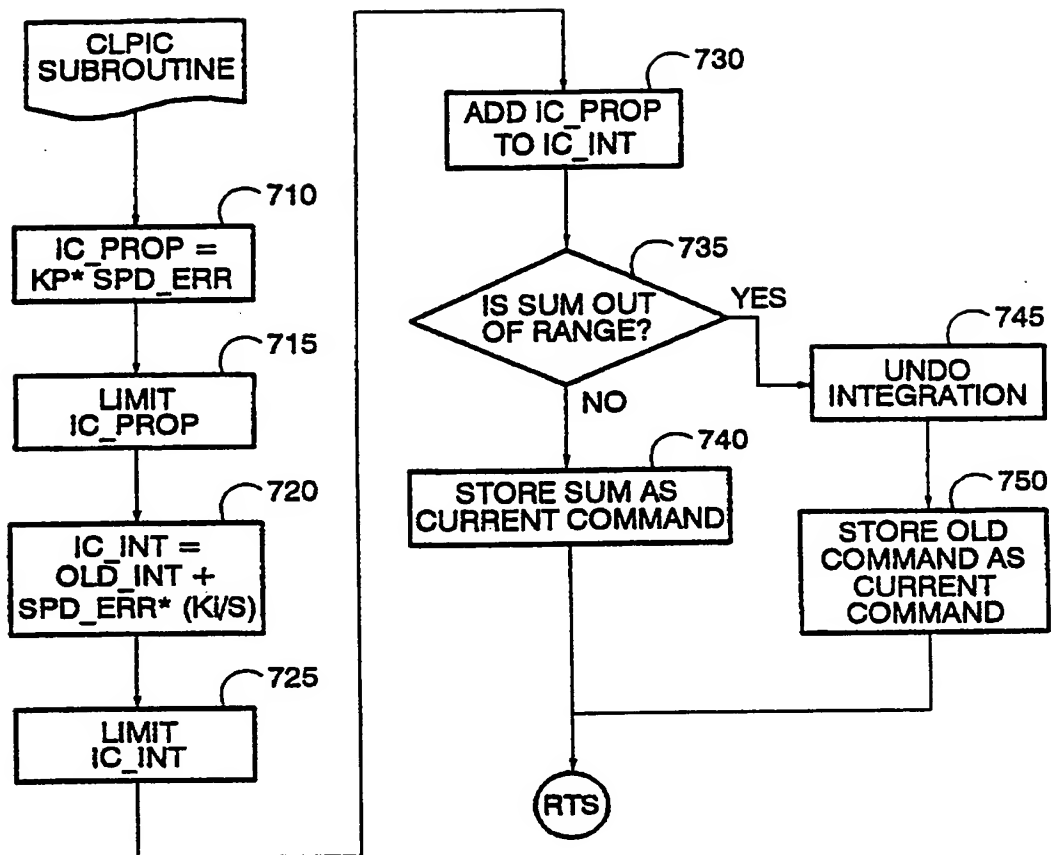 CLPIC
SUBROUTINE
710
IC_PROP =
KP* SPD_ERR
715
LIMIT
IC_PROP
720
IC_INT =
OLD_INT +
SPD_ERR* (Ki/S)
725
LIMIT
IC_INT
730
ADD IC_PROP
TO IC_INT
735
IS SUM OUT
OF RANGE?
YES
NO
740
STORE SUM AS
CURRENT COMMAND
745
UNDO
INTEGRATION
750
STORE OLD
COMMAND AS
CURRENT
COMMAND
RTS